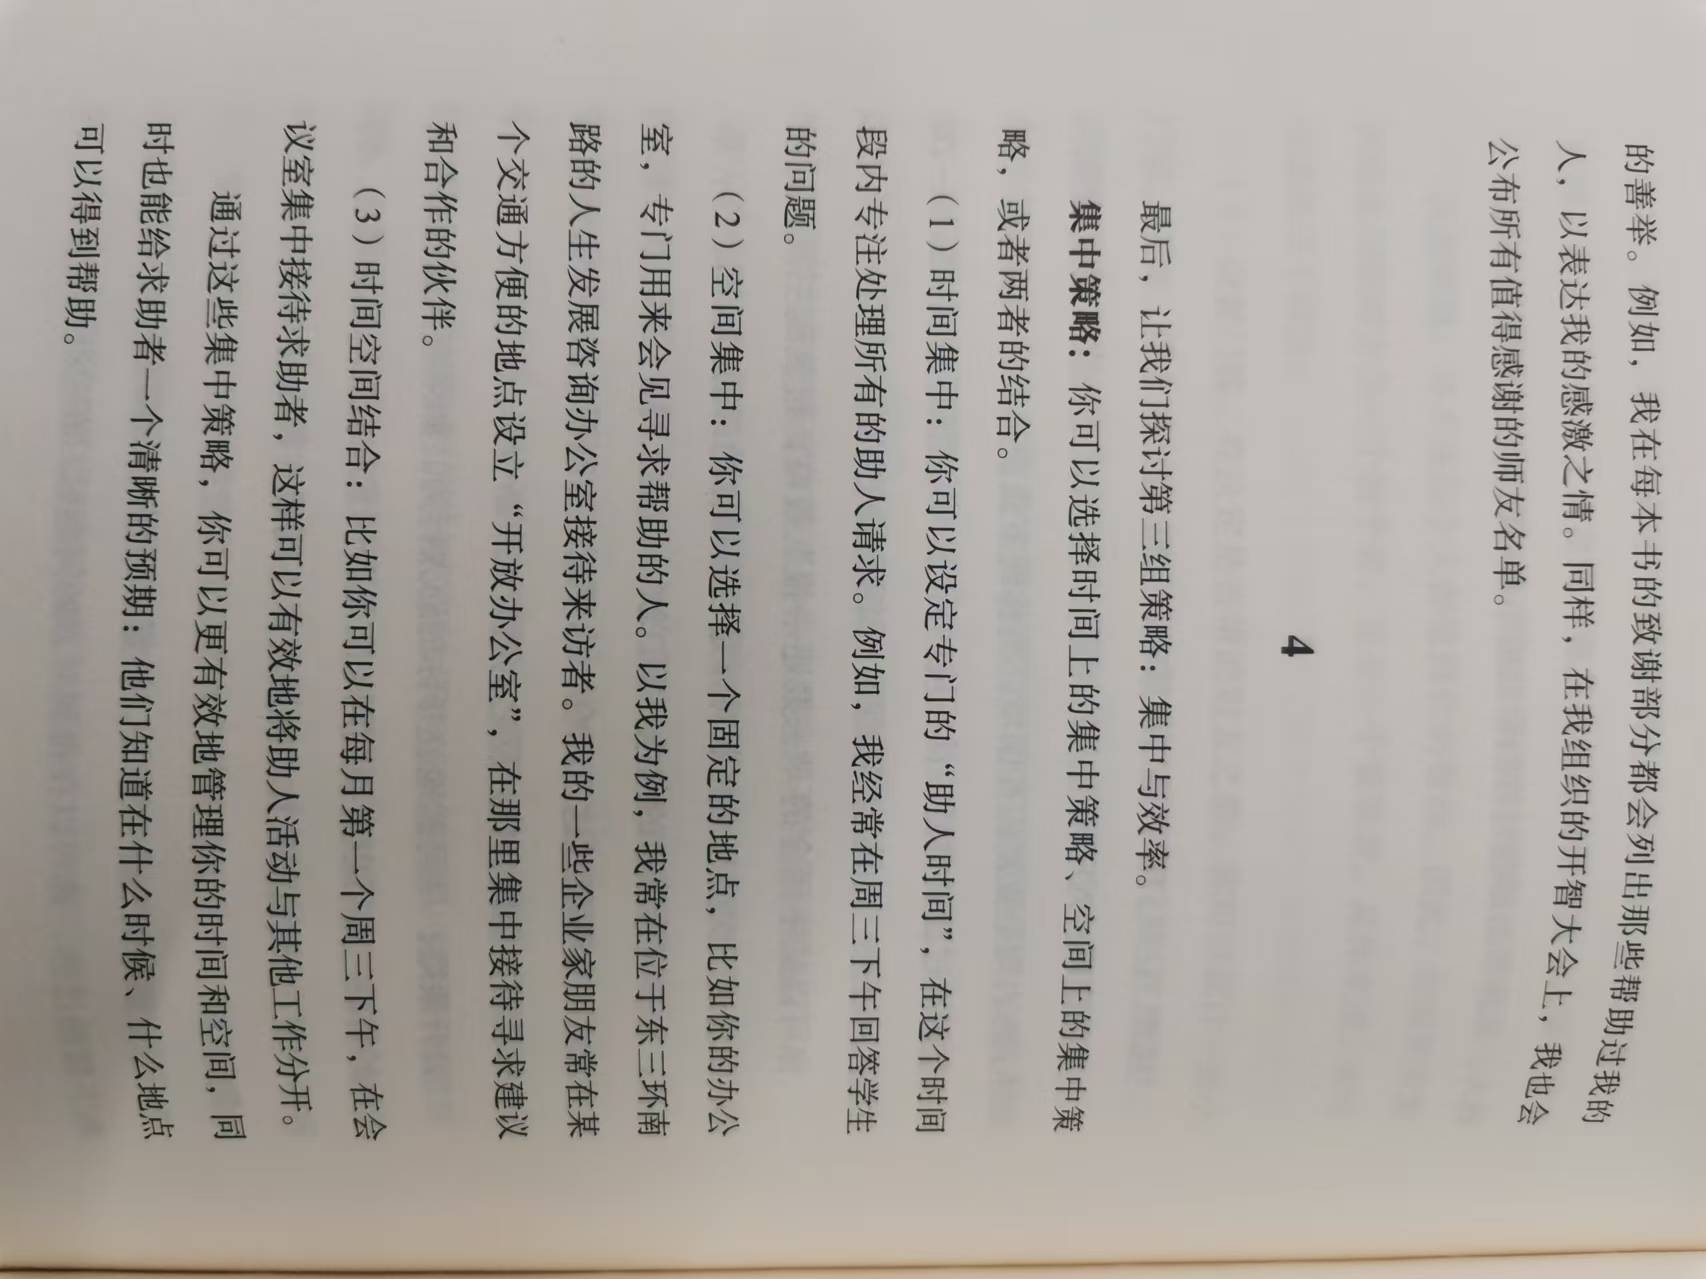 的善举。例如，我在每本书的致谢部分都会列出那些帮助过我的
人，以表达我的感激之情。同样，在我组织的开智大会上，我也会
公布所有值得感谢的师友名单。
4
最后，让我们探讨第三组策略：集中与效率。
集中策略：你可以选择时间上的集中策略、空间上的集中策
略，或者两者的结合。
（1）时间集中：你可以设定专门的“助人时间”，在这个时间
段内专注处理所有的助人请求。例如，我经常在周三下午回答学生
的问题。
（2）空间集中：你可以选择一个固定的地点，比如你的办公
室，专门用来会见寻求帮助的人。以我为例，我常在位于东三环南
路的人生发展咨询办公室接待来访者。我的一些企业家朋友常在某
个交通方便的地点设立“开放办公室”，在那里集中接待寻求建议
和合作的伙伴。
（3）时间空间结合：比如你可以在每月第一个周三下午，在会
议室集中接待求助者，这样可以有效地将助人活动与其他工作分开。
通过这些集中策略，你可以更有效地管理你的时间和空间，同
时也能给求助者一个清晰的预期：他们知道在什么时候、什么地点
可以得到帮助。